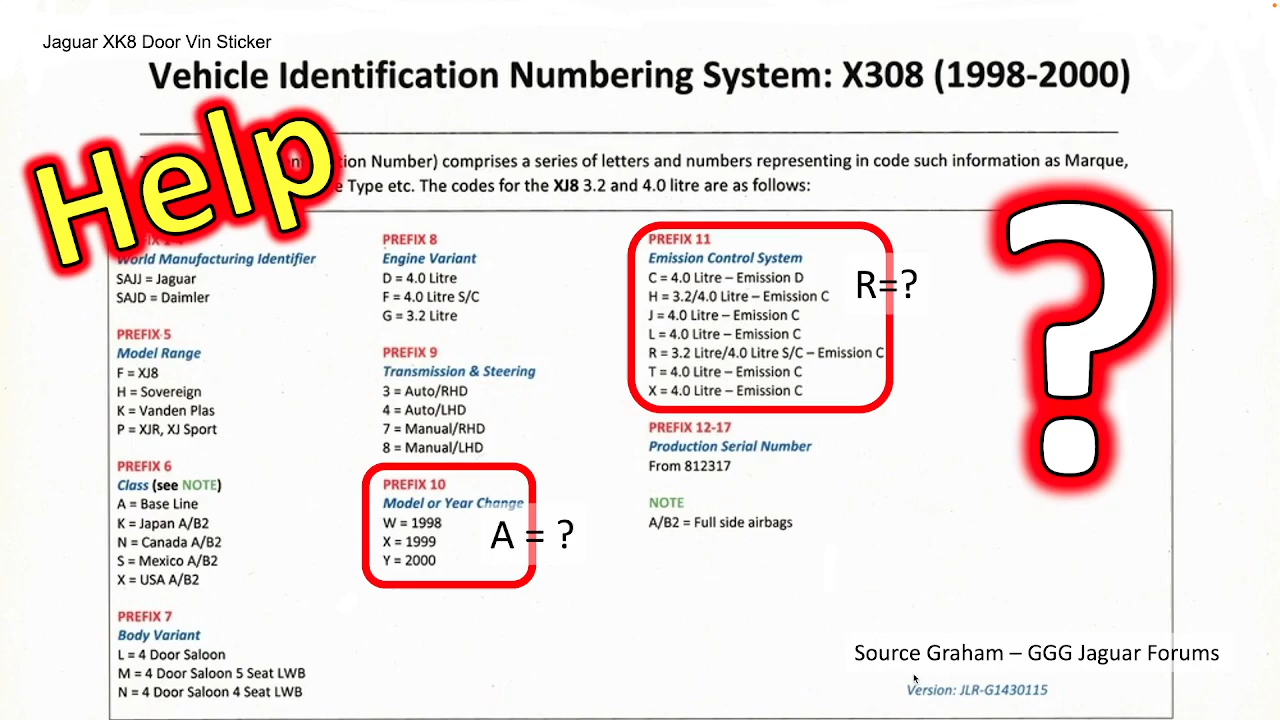 Jaguar XK8 Door Vin Sticker
Vehicle Identification Numbering System: X308 (1998-2000)
Help
tion Number) comprises a series of letters and numbers representing in code such information as Marque,
e Type etc. The codes for the XJ8 3.2 and 4.0 litre are as follows:
World Manufacturing Identifier
SAJJ = Jaguar
SAJD = Daimler
PREFIX 5
Model Range
F = XJ8
H = Sovereign
K = Vanden Plas
P = XJR, XJ Sport
PREFIX 6
Class (see NOTE)
A = Base Line
K = Japan A/B2
N = Canada A/B2
S = Mexico A/B2
X = USA A/B2
PREFIX 7
Body Variant
L = 4 Door Saloon
M = 4 Door Saloon 5 Seat LWB
N = 4 Door Saloon 4 Seat LWB
PREFIX 8
Engine Variant
D = 4.0 Litre
F = 4.0 Litre S/C
G = 3.2 Litre
PREFIX 9
Transmission & Steering
3 = Auto/RHD
4 = Auto/LHD
7 = Manual/RHD
8 = Manual/LHD
PREFIX 10
Model or Year Change
W = 1998
X = 1999
Y = 2000
A = ?
PREFIX 11
Emission Control System
C = 4.0 Litre – Emission D
H = 3.2/4.0 Litre – Emission C
J = 4.0 Litre – Emission C
L = 4.0 Litre – Emission C
R = 3.2 Litre/4.0 Litre S/C – Emission C
T = 4.0 Litre – Emission C
X = 4.0 Litre – Emission C
R=?
PREFIX 12-17
Production Serial Number
From 812317
NOTE
A/B2 = Full side airbags
?
Source Graham – GGG Jaguar Forums
Version: JLR-G1430115